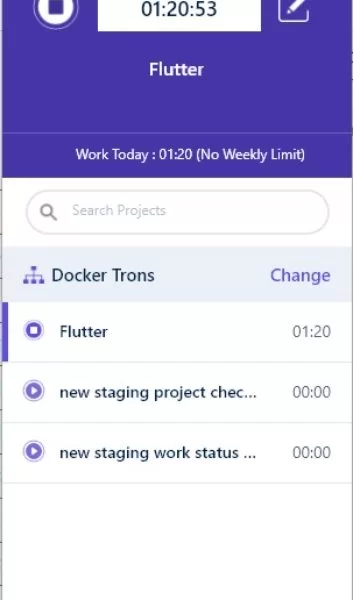 01:20:53
Flutter
Work Today : 01:20 (No Weekly Limit)
Search Projects
Docker Trons Change
Flutter 01:20
new staging project chec... 00:00
new staging work status ... 00:00